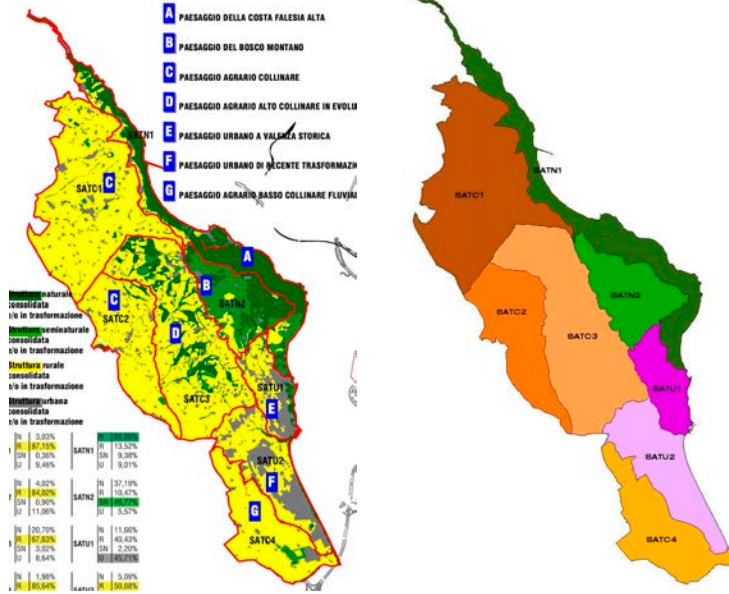 A PAESAGGIO DELLA COSTA FALESIA ALTA
B PAESAGGIO DEL BOSCO MONTANO
C PAESAGGIO AGRARIO COLLINARE
D PAESAGGIO AGRARIO ALTO COLLINARE IN EVOLU
E PAESAGGIO URBANO A VALENZA STORICA
F PAESAGGIO URBANO DI RECENTE TRASFORMAZI
G PAESAGGIO AGRARIO BASSO COLLINARE FLUVIA
SATN1
C
SATC1
A
B
SATN2
C
SATC2
D
SATC3
SATU1
E
SATU2
F
G
SATC4
Struttura naturale
consolidata
e/o in trasformazione
Struttura seminaturale
consolidata
e/o in trasformazione
Struttura rurale
consolidata
e/o in trasformazione
Struttura urbana
consolidata
e/o in trasformazione
N 3,03% N
R 87,15% SATN1 R 13,52%
SN 0,36% SN 9,38%
U 9,46% U 9,01%
N 4,02% N 37,19%
R 84,02% SATN2 R 10,47%
SN 0,90% SN
U 11,06% U 5,57%
N 20,70% N 11,66%
R 67,63% SATU1 R 40,43%
SN 3,02% SN 2,20%
U 8,64% U 45,71%
N 1,98% N 5,09%
R 85,64% SATU2 R 50,68%
SATN1
SATC1
SATN2
SATC2
SATC3
SATU1
SATU2
SATC4